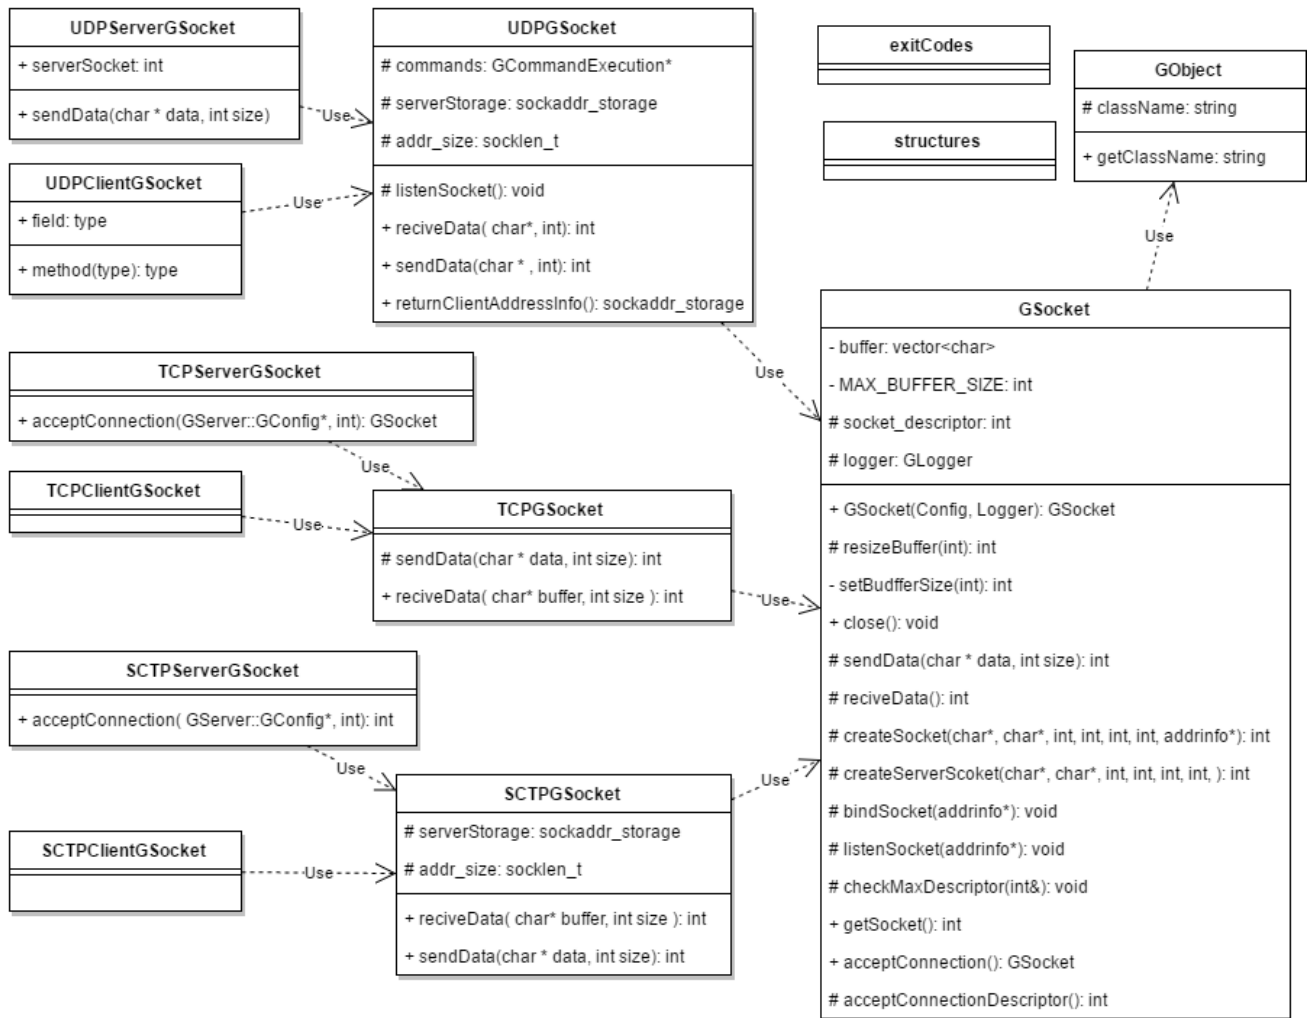 UDPServerGSocket
+ serverSocket: int
+ sendData(char * data, int size)
Use
UDPClientGSocket
+ field: type
+ method(type): type
Use
UDPGSocket
# commands: GCommandExecution*
# serverStorage: sockaddr_storage
# addr_size: socklen_t
# listenSocket(): void
+ reciveData( char*, int): int
+ sendData(char * , int): int
+ returnClientAddressInfo(): sockaddr_storage
Use
exitCodes
structures
GObject
# className: string
+ getClassName: string
Use
TCPServerGSocket
+ acceptConnection(GServer::GConfig*, int): GSocket
Use
TCPClientGSocket
Use
TCPGSocket
# sendData(char * data, int size): int
+ reciveData( char* buffer, int size ): int
Use
SCTPServerGSocket
+ acceptConnection( GServer::GConfig*, int): int
Use
SCTPClientGSocket
Use
SCTPGSocket
# serverStorage: sockaddr_storage
# addr_size: socklen_t
+ reciveData( char* buffer, int size ): int
+ sendData(char * data, int size): int
Use
GSocket
- buffer: vector<char>
- MAX_BUFFER_SIZE: int
# socket_descriptor: int
# logger: GLogger
+ GSocket(Config, Logger): GSocket
# resizeBuffer(int): int
- setBudfferSize(int): int
+ close(): void
# sendData(char * data, int size): int
# reciveData(): int
# createSocket(char*, char*, int, int, int, int, addrinfo*): int
# createServerScoket(char*, char*, int, int, int, int, ): int
# bindSocket(addrinfo*): void
# listenSocket(addrinfo*): void
# checkMaxDescriptor(int&): void
+ getSocket(): int
+ acceptConnection(): GSocket
# acceptConnectionDescriptor(): int